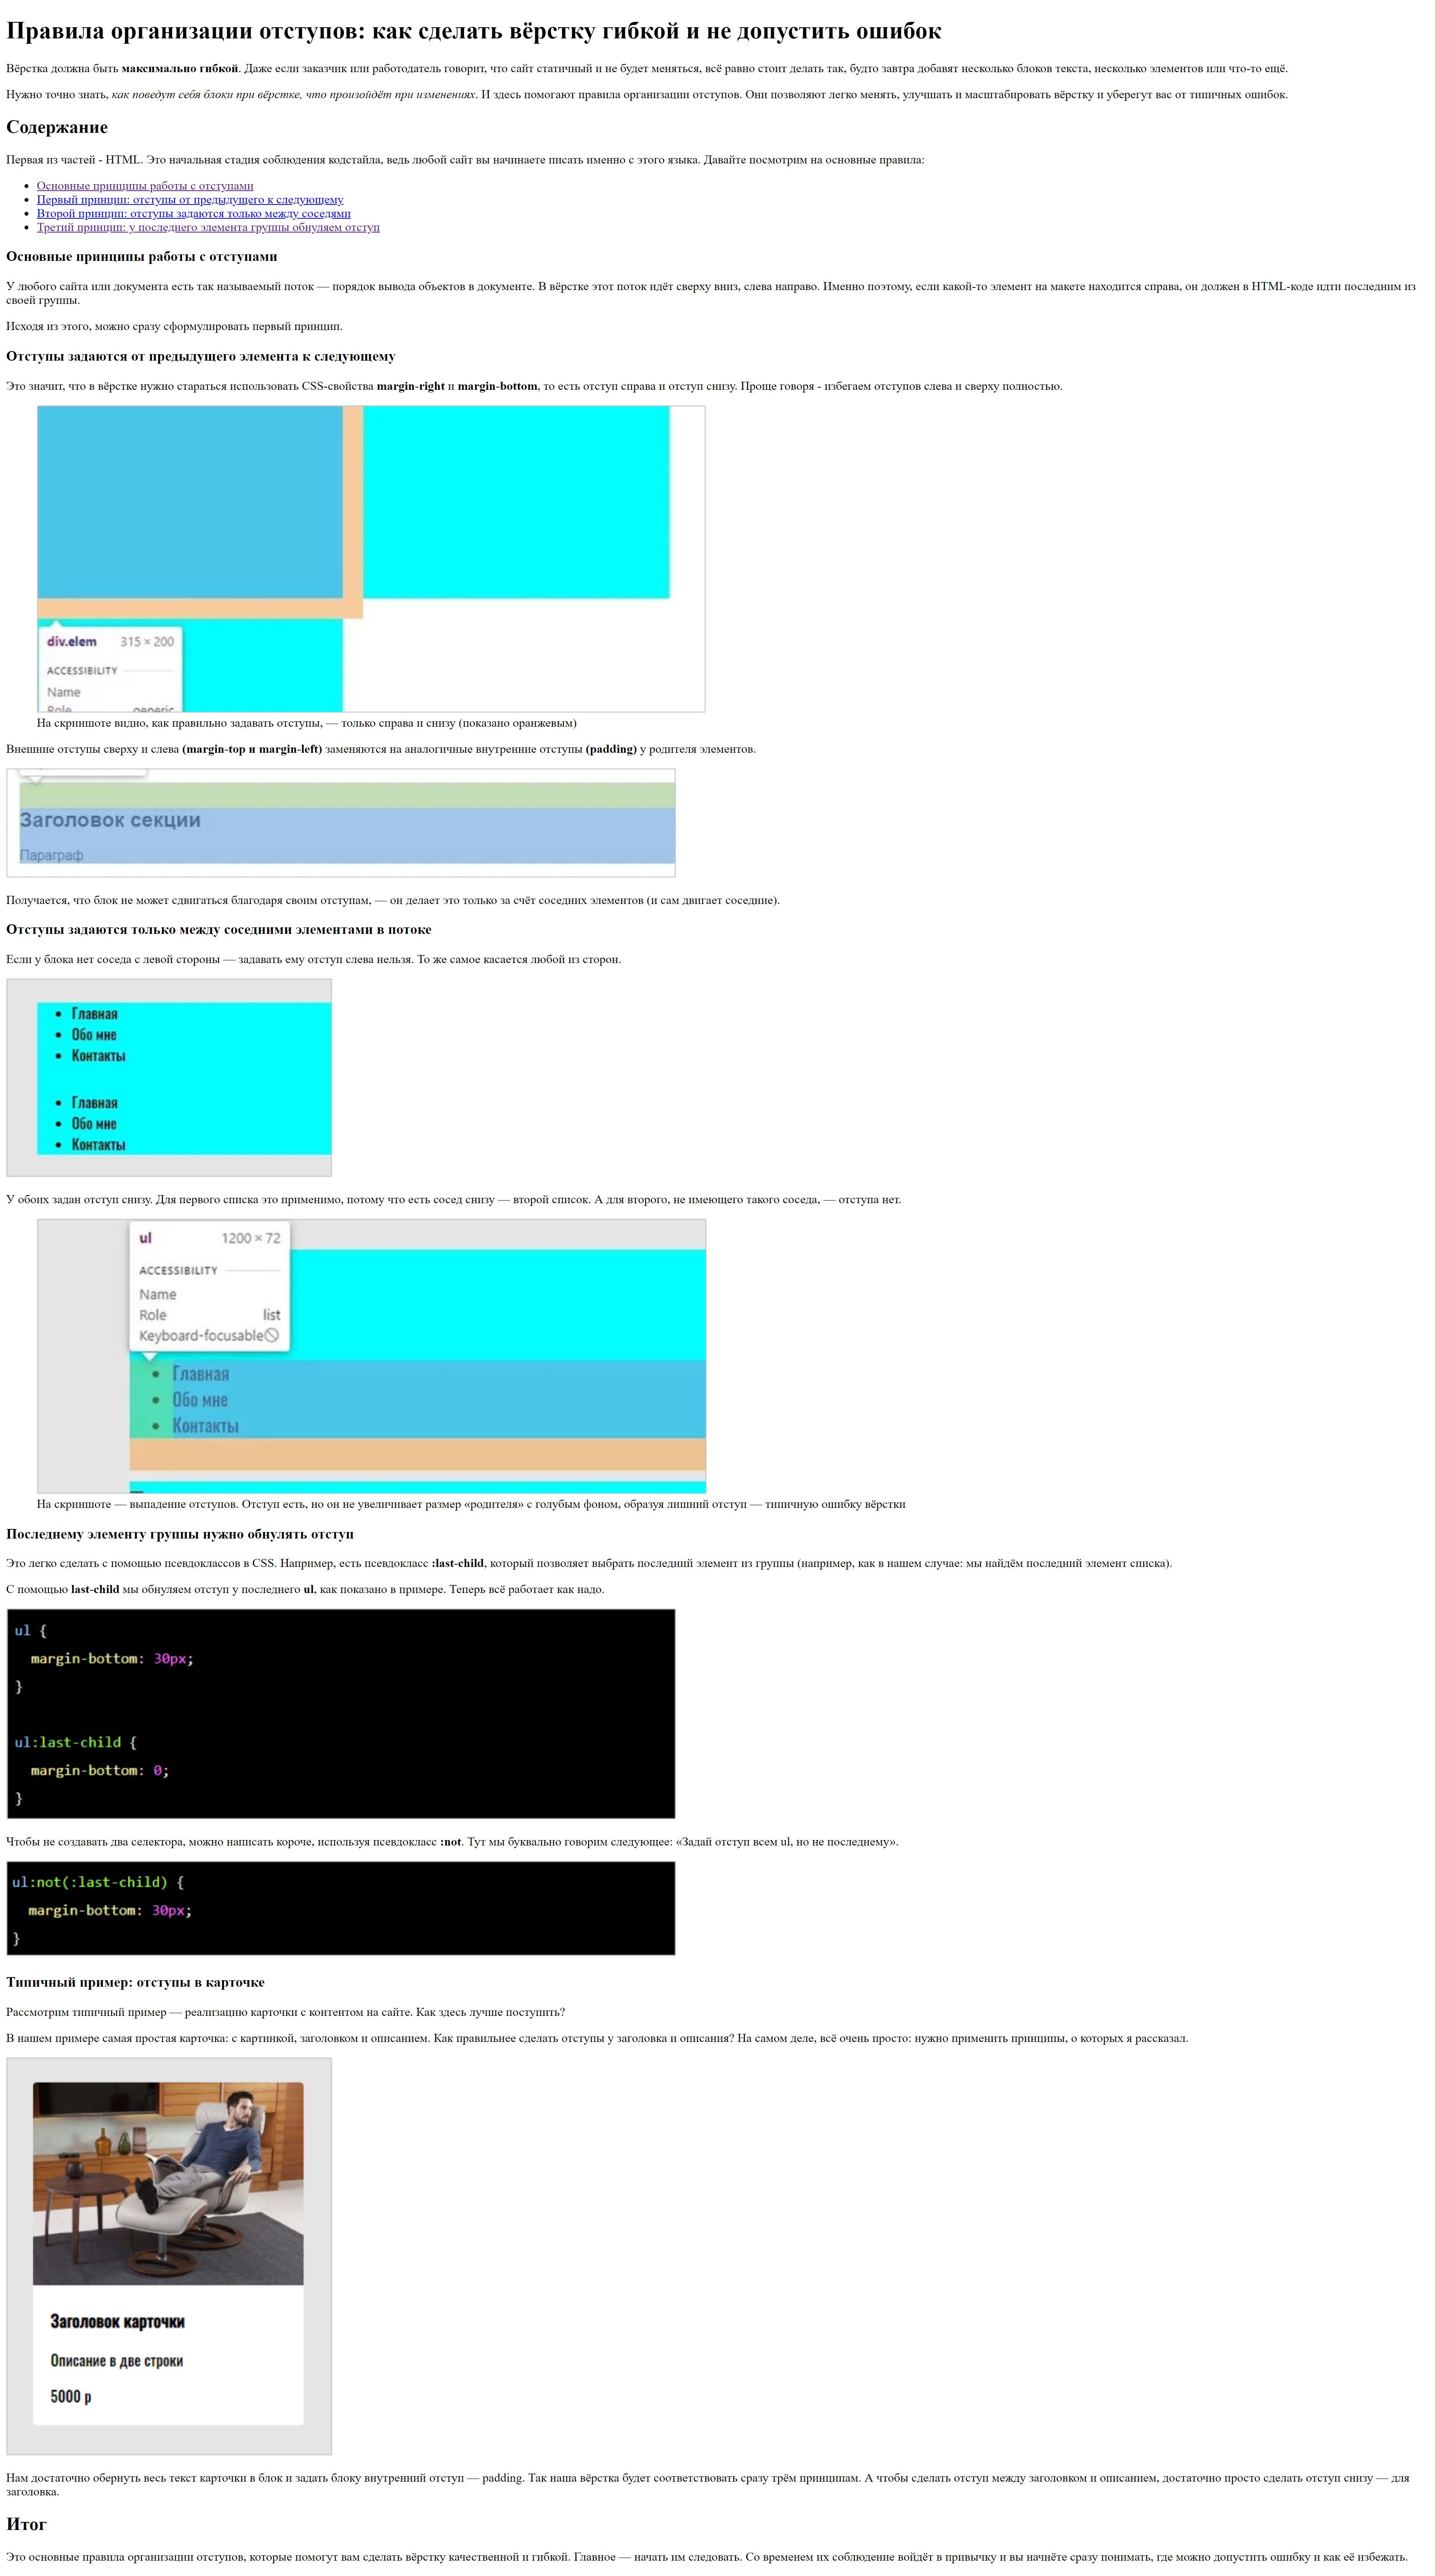 Правила организации отступов: как сделать вёрстку гибкой и не допустить ошибок
Вёрстка должна быть максимально гибкой. Даже если заказчик или работодатель говорит, что сайт статичный и не будет меняться, всё равно стоит делать так, будто завтра добавят несколько блоков текста, несколько элементов или что-то ещё.
Нужно точно знать, как поведут себя блоки при вёрстке, что произойдёт при изменениях. И здесь помогают правила организации отступов. Они позволяют легко менять, улучшать и масштабировать вёрстку и уберегут вас от типичных ошибок.
Содержание
Первая из частей - HTML. Это начальная стадия соблюдения кодстайла, ведь любой сайт вы начинаете писать именно с этого языка. Давайте посмотрим на основные правила:
• Основные принципы работы с отступами
• Первый принцип: отступы от предыдущего к следующему
• Второй принцип: отступы задаются только между соседями
• Третий принцип: у последнего элемента группы обнуляем отступ
Основные принципы работы с отступами
У любого сайта или документа есть так называемый поток — порядок вывода объектов в документе. В вёрстке этот поток идёт сверху вниз, слева направо. Именно поэтому, если какой-то элемент на макете находится справа, он должен в HTML-коде идти последним из
своей группы.
Исходя из этого, можно сразу сформулировать первый принцип.
Отступы задаются от предыдущего элемента к следующему
Это значит, что в вёрстке нужно стараться использовать CSS-свойства margin-right и margin-bottom, то есть отступ справа и отступ снизу. Проще говоря - избегаем отступов слева и сверху полностью.
div.elem 315 × 200
ACCESSIBILITY
Name
Role generic
На скриншоте видно, как правильно задавать отступы, — только справа и снизу (показано оранжевым)
Внешние отступы сверху и слева (margin-top и margin-left) заменяются на аналогичные внутренние отступы (padding) у родителя элементов.
Заголовок секции
Параграф
Получается, что блок не может сдвигаться благодаря своим отступам, — он делает это только за счёт соседних элементов (и сам двигает соседние).
Отступы задаются только между соседними элементами в потоке
Если у блока нет соседа с левой стороны — задавать ему отступ слева нельзя. То же самое касается любой из сторон.
• Главная
• Обо мне
• Контакты
• Главная
• Обо мне
• Контакты
У обоих задан отступ снизу. Для первого списка это применимо, потому что есть сосед снизу — второй список. А для второго, не имеющего такого соседа, — отступа нет.
ul 1200 × 72
ACCESSIBILITY
Name
Role list
Keyboard-focusable
• Главная
• Обо мне
• Контакты
На скриншоте — выпадение отступов. Отступ есть, но он не увеличивает размер «родителя» с голубым фоном, образуя лишний отступ — типичную ошибку вёрстки
Последнему элементу группы нужно обнулять отступ
Это легко сделать с помощью псевдоклассов в CSS. Например, есть псевдокласс :last-child, который позволяет выбрать последний элемент из группы (например, как в нашем случае: мы найдём последний элемент списка).
С помощью last-child мы обнуляем отступ у последнего ul, как показано в примере. Теперь всё работает как надо.
ul {
margin-bottom: 30px;
}
ul:last-child {
margin-bottom: 0;
}
Чтобы не создавать два селектора, можно написать короче, используя псевдокласс :not. Тут мы буквально говорим следующее: «Задай отступ всем ul, но не последнему».
ul:not(:last-child) {
margin-bottom: 30px;
}
Типичный пример: отступы в карточке
Рассмотрим типичный пример — реализацию карточки с контентом на сайте. Как здесь лучше поступить?
В нашем примере самая простая карточка: с картинкой, заголовком и описанием. Как правильнее сделать отступы у заголовка и описания? На самом деле, всё очень просто: нужно применить принципы, о которых я рассказал.
Заголовок карточки
Описание в две строки
5000 р
Нам достаточно обернуть весь текст карточки в блок и задать блоку внутренний отступ — padding. Так наша вёрстка будет соответствовать сразу трём принципам. А чтобы сделать отступ между заголовком и описанием, достаточно просто сделать отступ снизу — для
заголовка.
Итог
Это основные правила организации отступов, которые помогут вам сделать вёрстку качественной и гибкой. Главное — начать им следовать. Со временем их соблюдение войдёт в привычку и вы начнёте сразу понимать, где можно допустить ошибку и как её избежать.